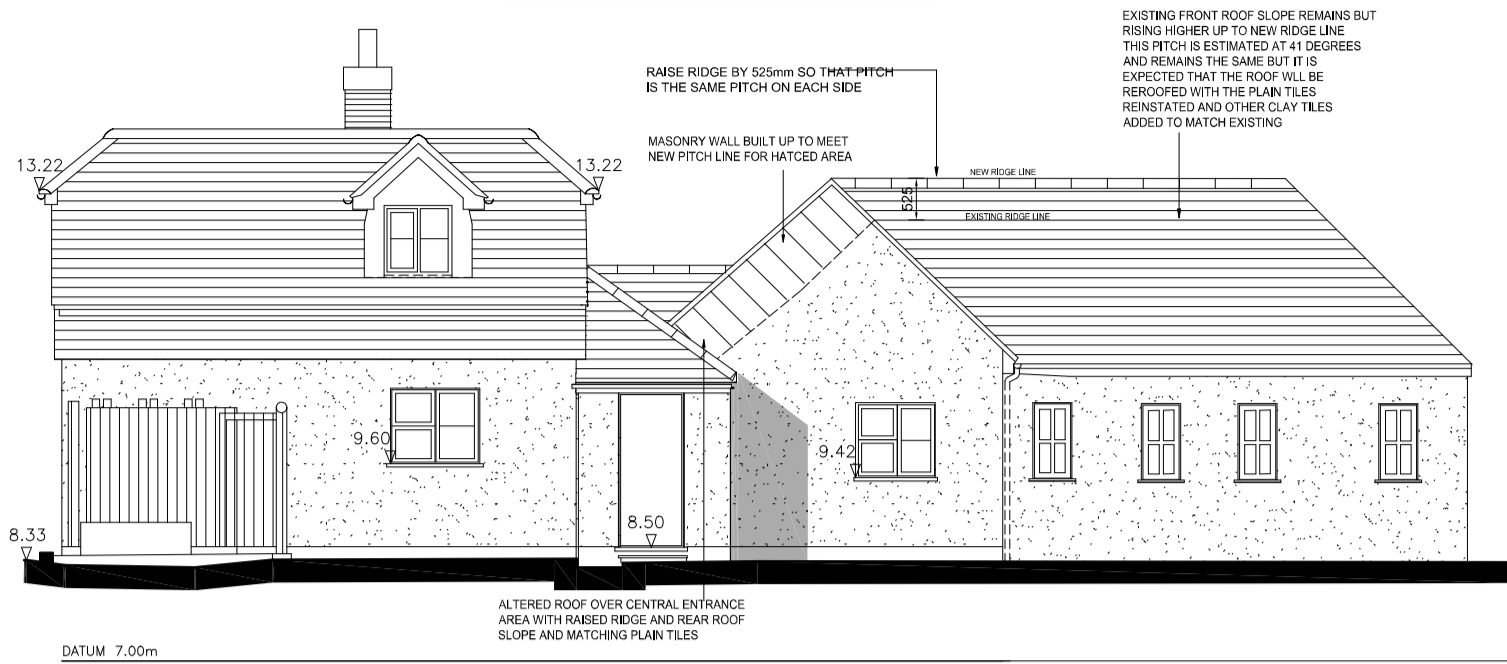 EXISTING FRONT ROOF SLOPE REMAINS BUT
RISING HIGHER UP TO NEW RIDGE LINE
THIS PITCH IS ESTIMATED AT 41 DEGREES
AND REMAINS THE SAME BUT IT IS
EXPECTED THAT THE ROOF WLL BE
REROOFED WITH THE PLAIN TILES
REINSTATED AND OTHER CLAY TILES
ADDED TO MATCH EXISTING
RAISE RIDGE BY 525mm SO THAT PITCH
IS THE SAME PITCH ON EACH SIDE
MASONRY WALL BUILT UP TO MEET
NEW PITCH LINE FOR HATCED AREA
13.22
13.22
NEW RIDGE LINE
525
EXISTING RIDGE LINE
9.60
9.42
8.50
8.33
ALTERED ROOF OVER CENTRAL ENTRANCE
AREA WITH RAISED RIDGE AND REAR ROOF
SLOPE AND MATCHING PLAIN TILES
DATUM 7.00m